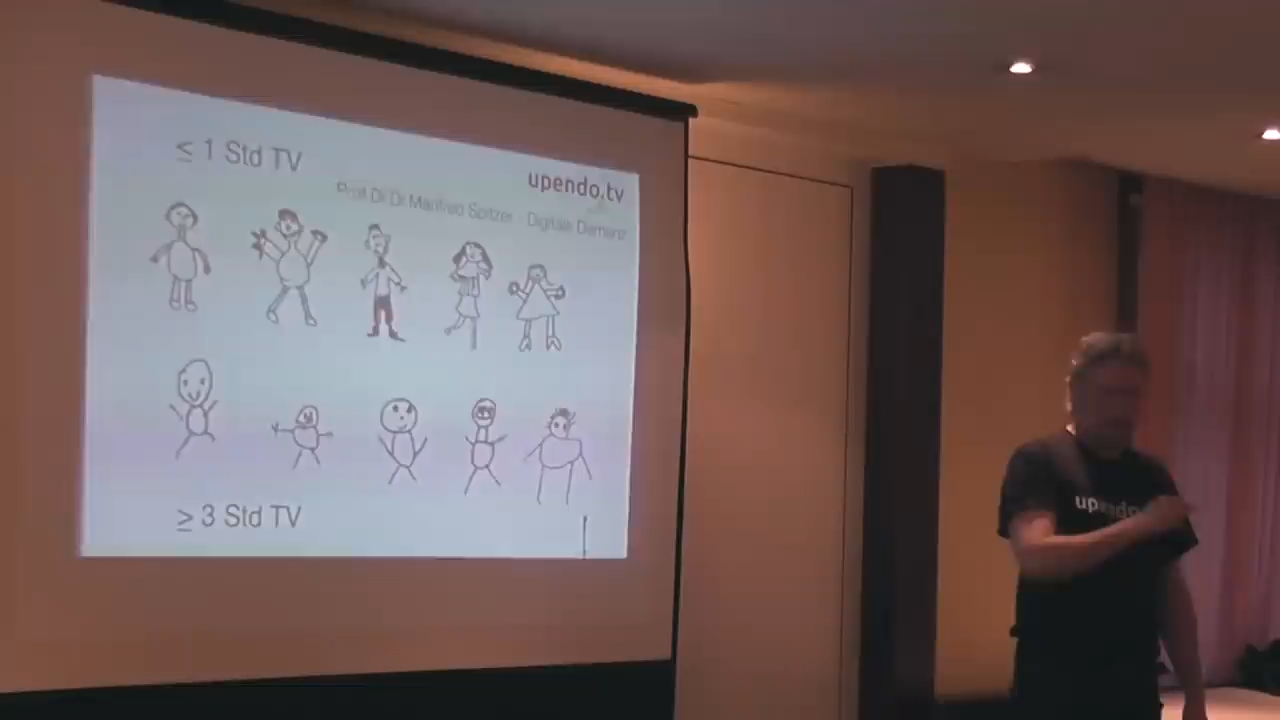 ≤ 1 Std TV
upendo.tv
Prof Dr Dr Manfred Spitzer - Digitale Demenz
≥ 3 Std TV
upendo